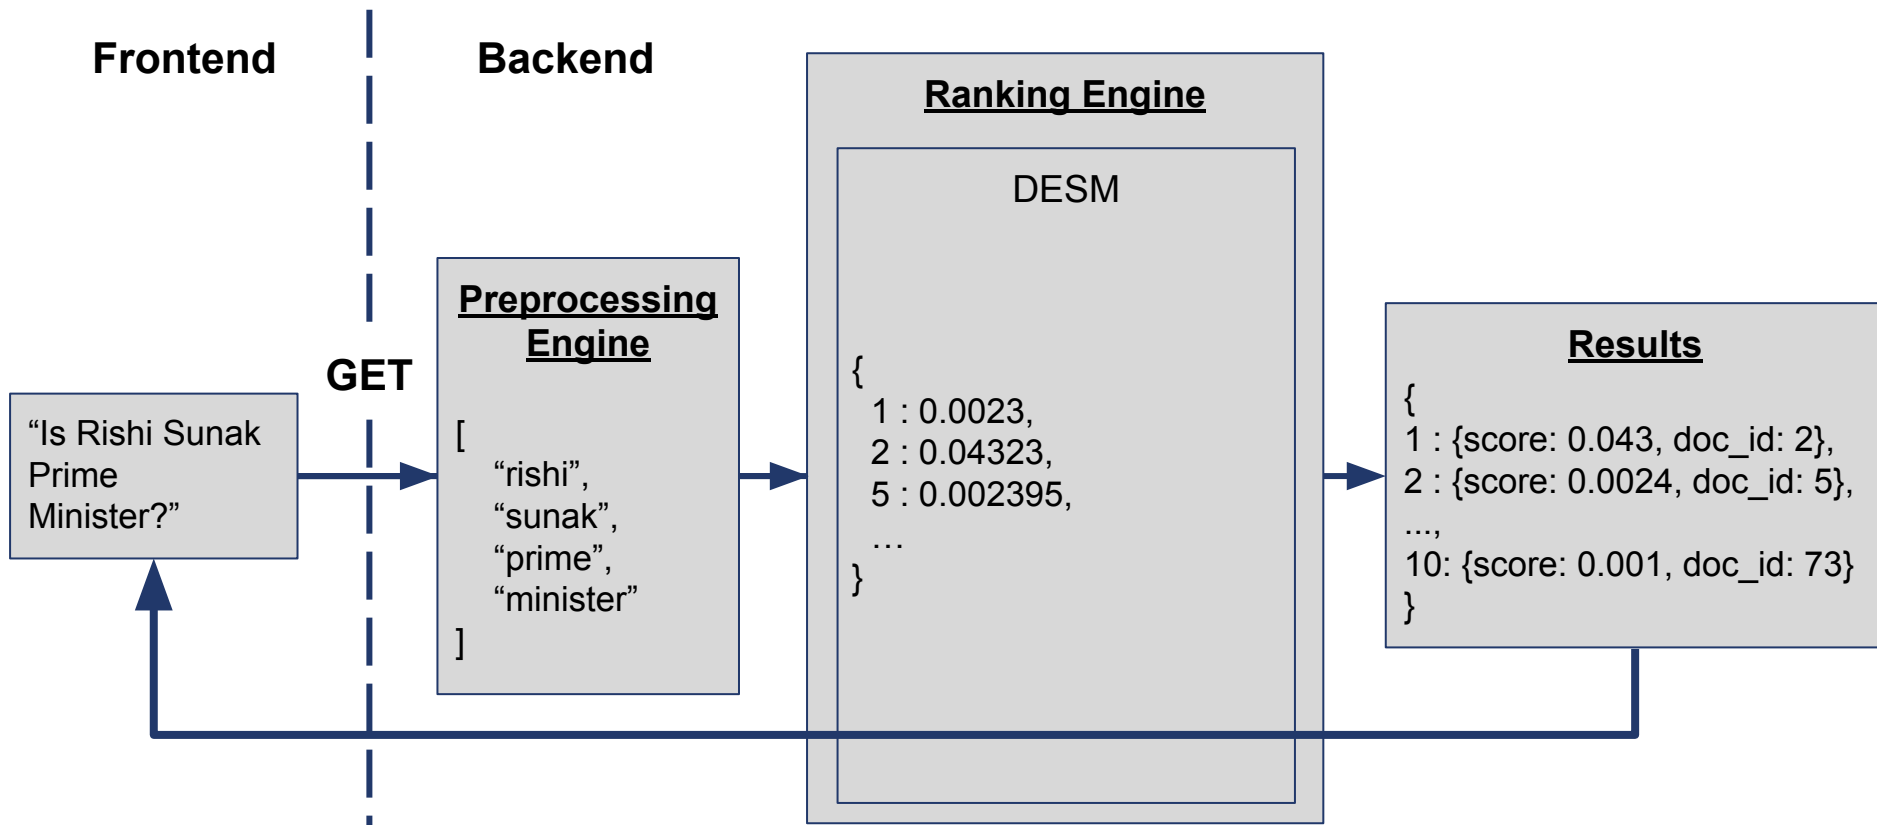 Frontend
Backend
GET
“Is Rishi Sunak
Prime
Minister?”
Preprocessing
Engine
[
“rishi”,
“sunak”,
“prime”,
“minister”
]
Ranking Engine
DESM
{
1 : 0.0023,
2 : 0.04323,
5 : 0.002395,
…
}
Results
{
1 : {score: 0.043, doc_id: 2},
2 : {score: 0.0024, doc_id: 5},
...,
10: {score: 0.001, doc_id: 73}
}